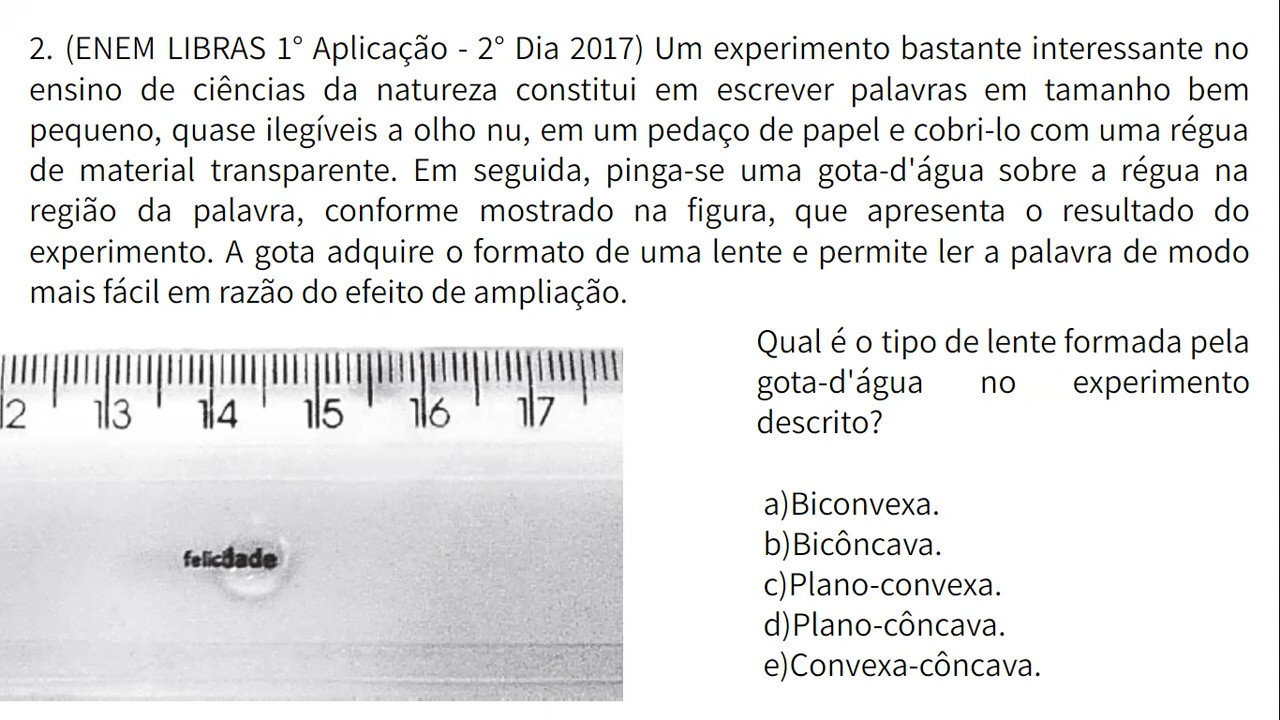 2. (ENEM LIBRAS 1° Aplicação - 2° Dia 2017) Um experimento bastante interessante no
ensino de ciências da natureza constitui em escrever palavras em tamanho bem
pequeno, quase ilegíveis a olho nu, em um pedaço de papel e cobri-lo com uma régua
de material transparente. Em seguida, pinga-se uma gota-d'água sobre a régua na
região da palavra, conforme mostrado na figura, que apresenta o resultado do
experimento. A gota adquire o formato de uma lente e permite ler a palavra de modo
mais fácil em razão do efeito de ampliação.
2 13 14 15 16 17
felicidade
Qual é o tipo de lente formada pela
gota-d'água no experimento
descrito?
a)Biconvexa.
b)Bicôncava.
c)Plano-convexa.
d)Plano-côncava.
e)Convexa-côncava.